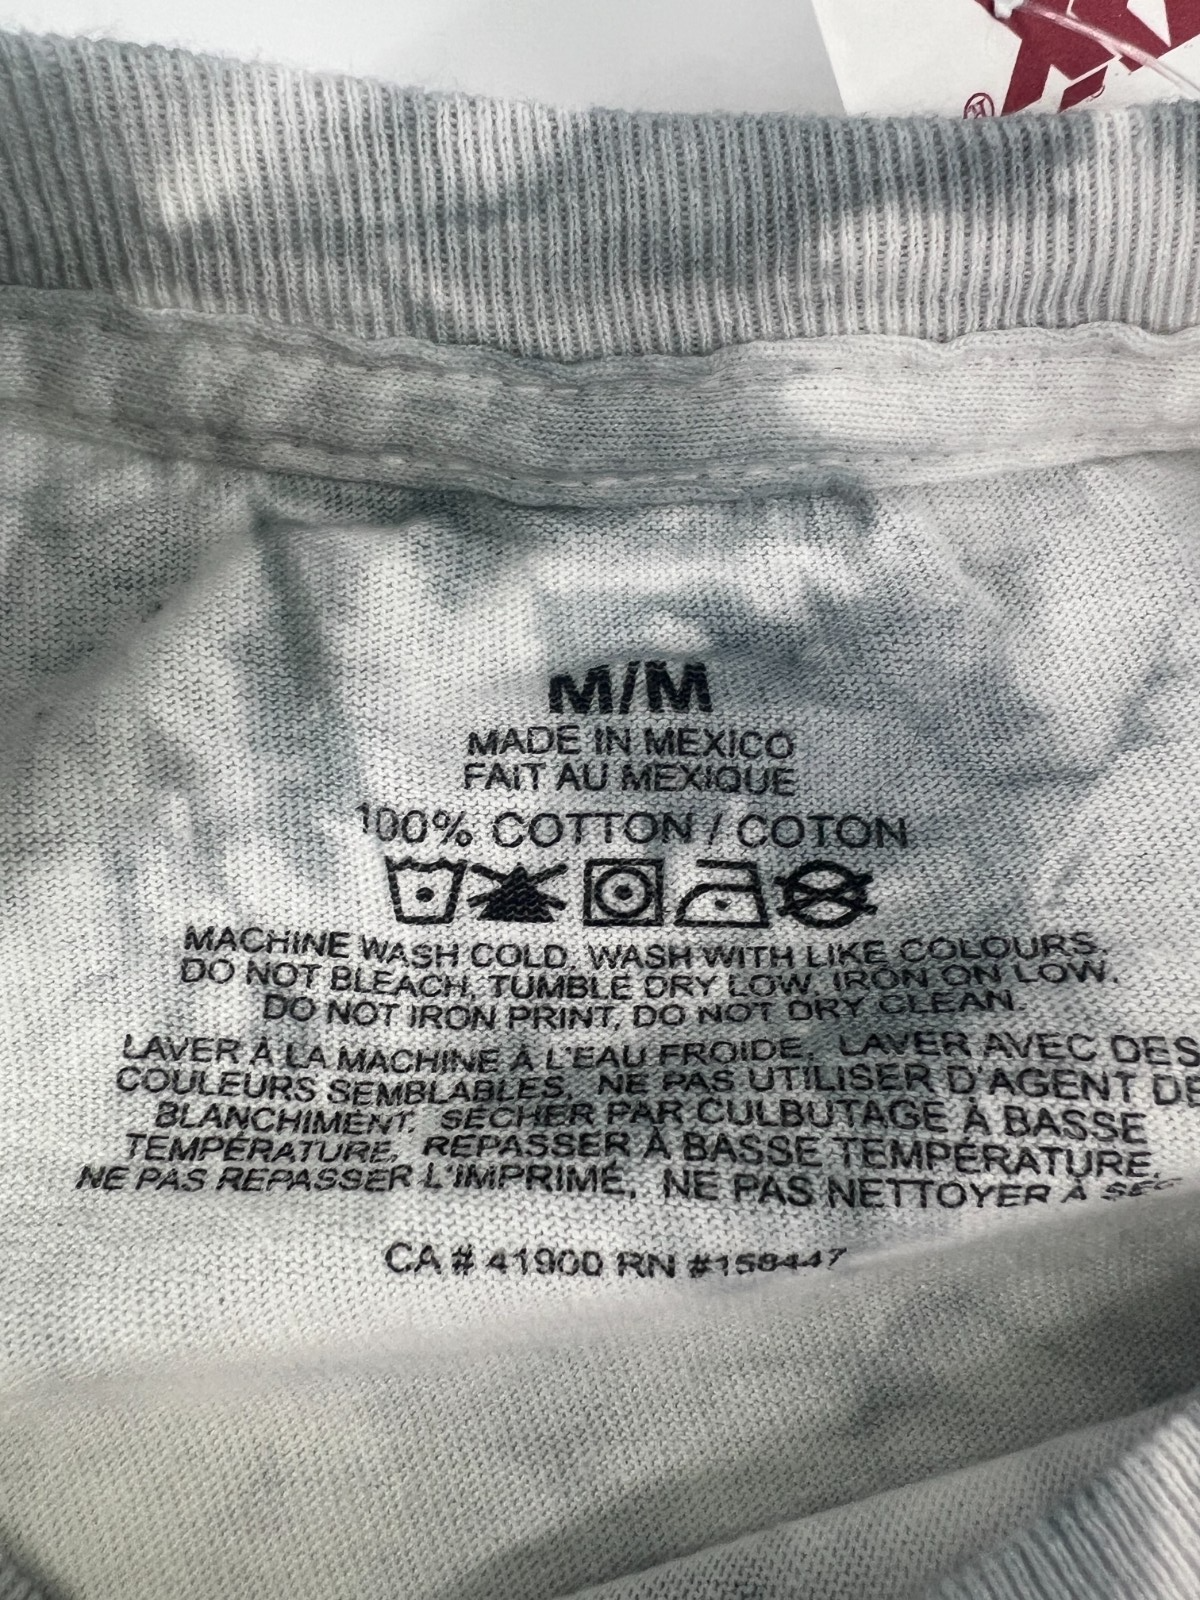 ®
M/M
MADE IN MEXICO
FAIT AU MEXIQUE
100% COTTON / COTON
MACHINE WASH COLD, WASH WITH LIKE COLOURS.
DO NOT BLEACH, TUMBLE DRY LOW, IRON ON LOW.
DO NOT IRON PRINT, DO NOT DRY CLEAN.
LAVER À LA MACHINE À L'EAU FROIDE, LAVER AVEC DES
COULEURS SEMBLABLES, NE PAS UTILISER D'AGENT DE
BLANCHIMENT. SÉCHER PAR CULBUTAGE À BASSE
TEMPÉRATURE, REPASSER À BASSE TEMPÉRATURE,
NE PAS REPASSER L'IMPRIMÉ, NE PAS NETTOYER À SEC
CA # 41900 RN #158447